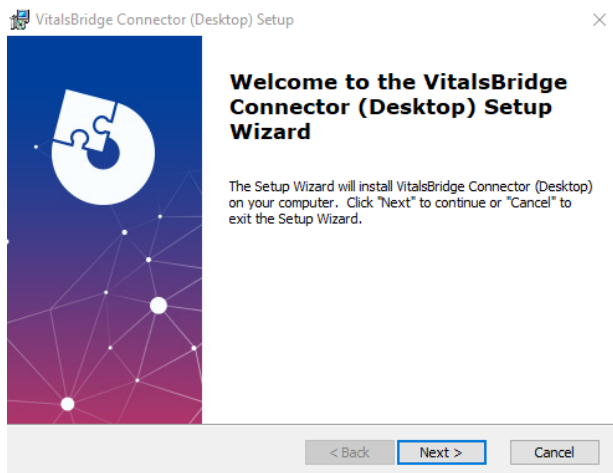 VitalsBridge Connector (Desktop) Setup
Welcome to the VitalsBridge
Connector (Desktop) Setup
Wizard
The Setup Wizard will install VitalsBridge Connector (Desktop)
on your computer. Click "Next" to continue or "Cancel" to
exit the Setup Wizard.
< Back
Next >
Cancel